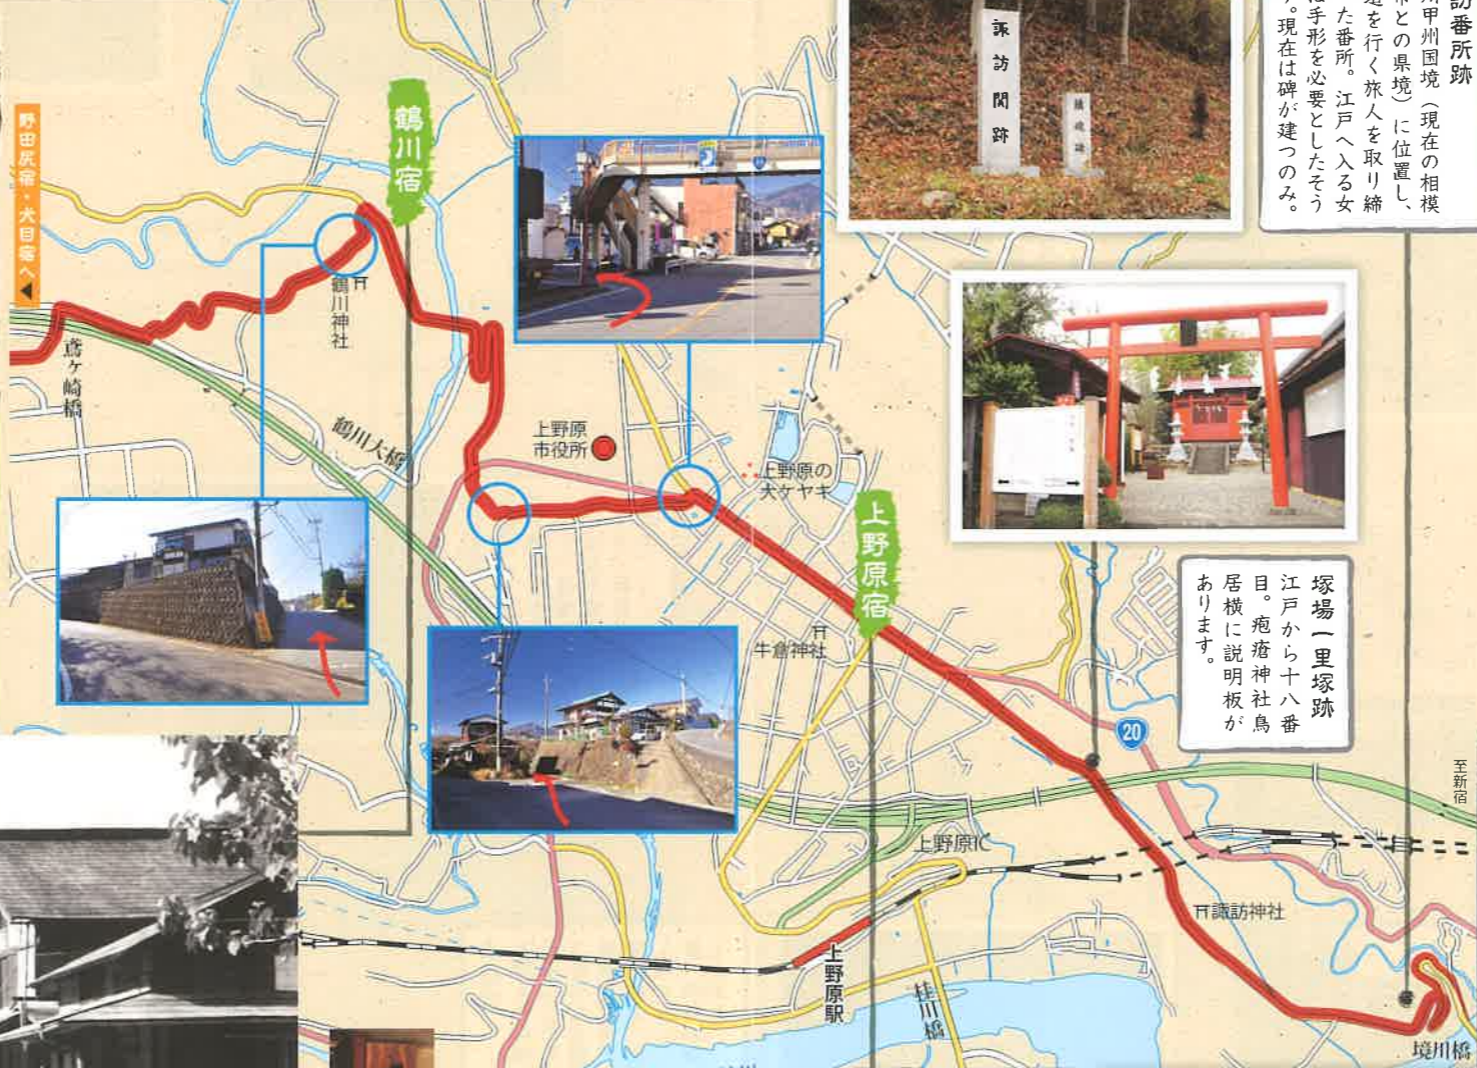 訪番所跡
川甲州国境（現在の相模
市との県境）に位置し、
道を行く旅人を取り締
た番所。江戸へ入る女
は手形を必要としたそう
。現在は碑が建つのみ。
諏訪関跡
野田尻宿・犬目宿へ◀
鶴川宿
鶴川神社
鳶ヶ崎橋
鶴川大橋
上野原
市役所
上野原の
大ケヤキ
上野原宿
牛倉神社
塚場一里塚跡
江戸から十八番
目。疱瘡神社鳥
居横に説明板が
あります。
20
至新宿
上野原IC
諏訪神社
上野原駅
桂川橋
境川橋